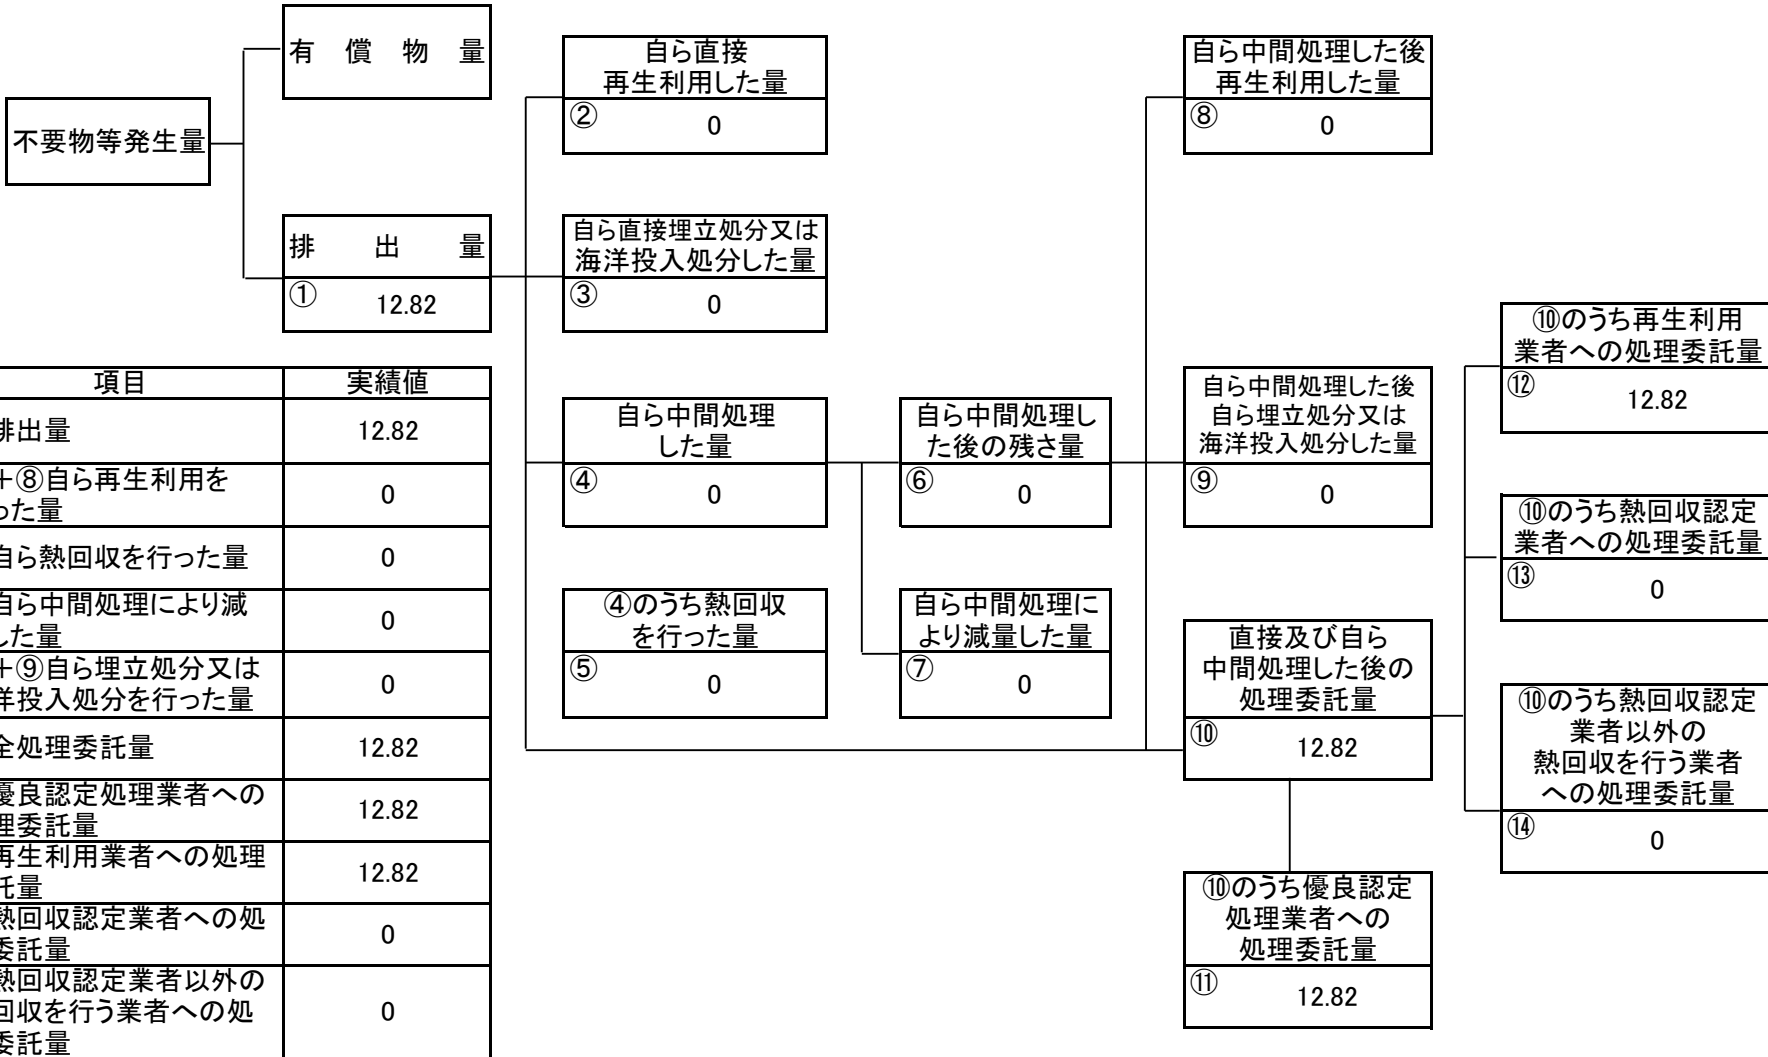 有償物量
不要物等発生量
排出量
① 12.82
自ら直接
再生利用した量
② 0
自ら直接埋立処分又は
海洋投入処分した量
③ 0
自ら中間処理
した量
④ 0
④のうち熱回収
を行った量
⑤ 0
自ら中間処理し
た後の残さ量
⑥ 0
自ら中間処理に
より減量した量
⑦ 0
自ら中間処理した後
再生利用した量
⑧ 0
自ら中間処理した後
自ら埋立処分又は
海洋投入処分した量
⑨ 0
直接及び自ら
中間処理した後の
処理委託量
⑩ 12.82
⑩のうち優良認定
処理業者への
処理委託量
⑪ 12.82
⑩のうち再生利用
業者への処理委託量
⑫ 12.82
⑩のうち熱回収認定
業者への処理委託量
⑬ 0
⑩のうち熱回収認定
業者以外の
熱回収を行う業者
への処理委託量
⑭ 0
項目 実績値
排出量 12.82
+⑧自ら再生利用を
った量 0
自ら熱回収を行った量 0
自ら中間処理により減
した量 0
+⑨自ら埋立処分又は
洋投入処分を行った量 0
全処理委託量 12.82
優良認定処理業者への
理委託量 12.82
再生利用業者への処理
託量 12.82
熱回収認定業者への処
委託量 0
熱回収認定業者以外の
回収を行う業者への処
委託量 0